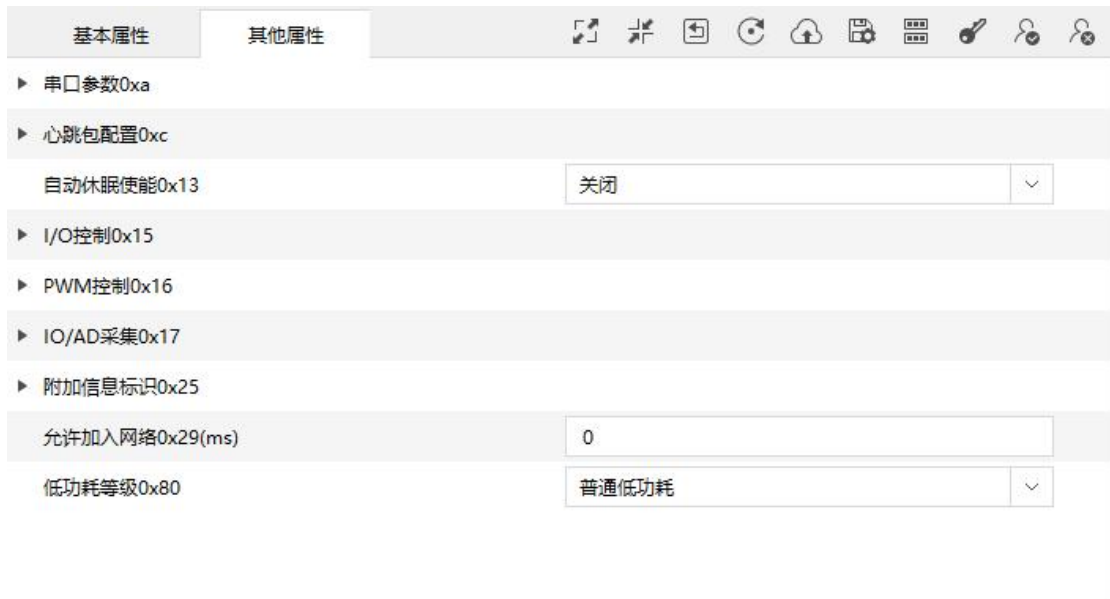 基本属性 其他属性
串口参数0xa
心跳包配置0xc
自动休眠使能0x13 关闭
I/O控制0x15
PWM控制0x16
IO/AD采集0x17
附加信息标识0x25
允许加入网络0x29(ms) 0
低功耗等级0x80 普通低功耗